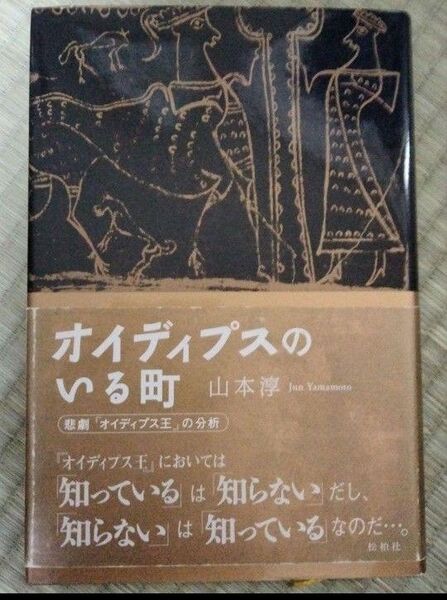 オイディプスの
いる町
山本淳 Jun Yamamoto
悲劇『オイディプス王』の分析
『オイディプス王』においては
「知っている」は「知らない」だし、
「知らない」は「知っている」なのだ…。
松柏社